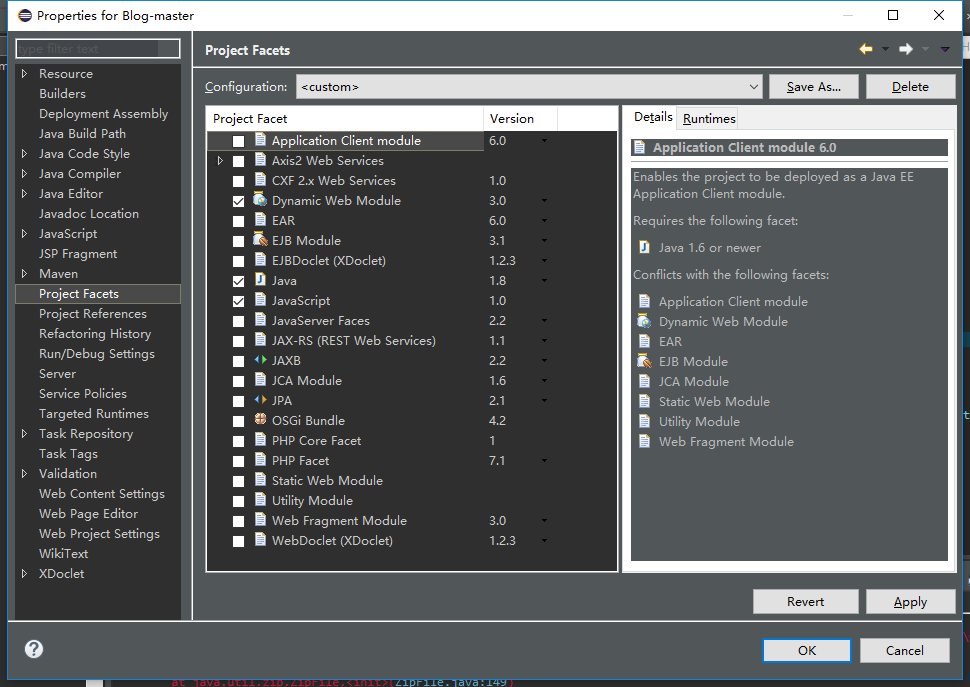 Properties for Blog-master
type filter text
Resource
Builders
Deployment Assembly
Java Build Path
Java Code Style
Java Compiler
Java Editor
Javadoc Location
JavaScript
JSP Fragment
Maven
Project Facets
Project References
Refactoring History
Run/Debug Settings
Server
Service Policies
Targeted Runtimes
Task Repository
Task Tags
Validation
Web Content Settings
Web Page Editor
Web Project Settings
WikiText
XDoclet
Project Facets
Configuration: <custom> Save As... Delete
Project Facet Version
Application Client module 6.0
Axis2 Web Services
CXF 2.x Web Services 1.0
Dynamic Web Module 3.0
EAR 6.0
EJB Module 3.1
EJBDoclet (XDoclet) 1.2.3
Java 1.8
JavaScript 1.0
JavaServer Faces 2.2
JAX-RS (REST Web Services) 1.1
JAXB 2.2
JCA Module 1.6
JPA 2.1
OSGi Bundle 4.2
PHP Core Facet 1
PHP Facet 7.1
Static Web Module
Utility Module
Web Fragment Module 3.0
WebDoclet (XDoclet) 1.2.3
Details Runtimes
Application Client module 6.0
Enables the project to be deployed as a Java EE
Application Client module.
Requires the following facet:
Java 1.6 or newer
Conflicts with the following facets:
Application Client module
Dynamic Web Module
EAR
EJB Module
JCA Module
Static Web Module
Utility Module
Web Fragment Module
Revert Apply
? OK Cancel
at java.util.zip.ZipFile.<init>(ZipFile.java:149)